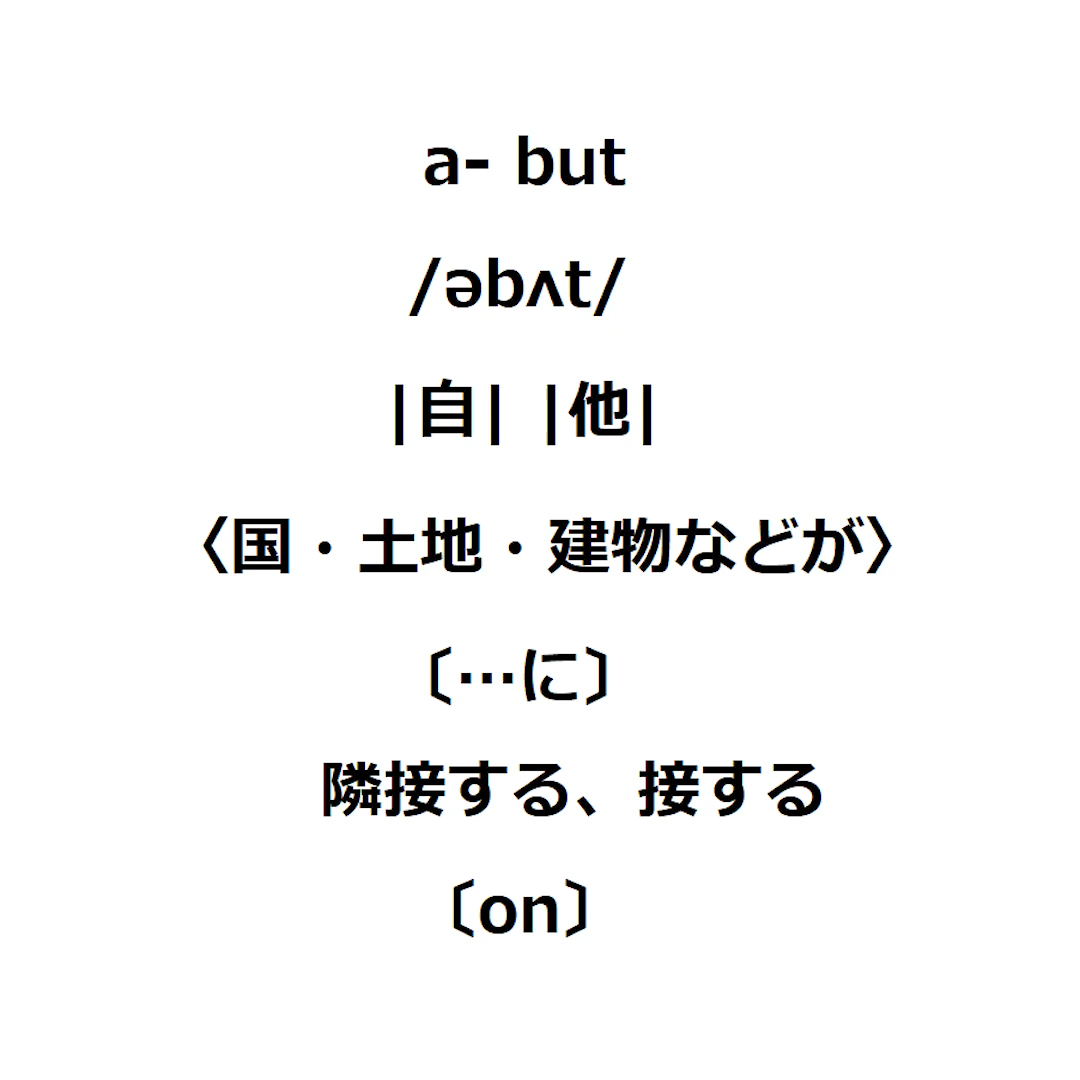 a- but
/əbʌt/
|自| |他|
〈国・土地・建物などが〉
〔…に〕
隣接する、接する
〔on〕